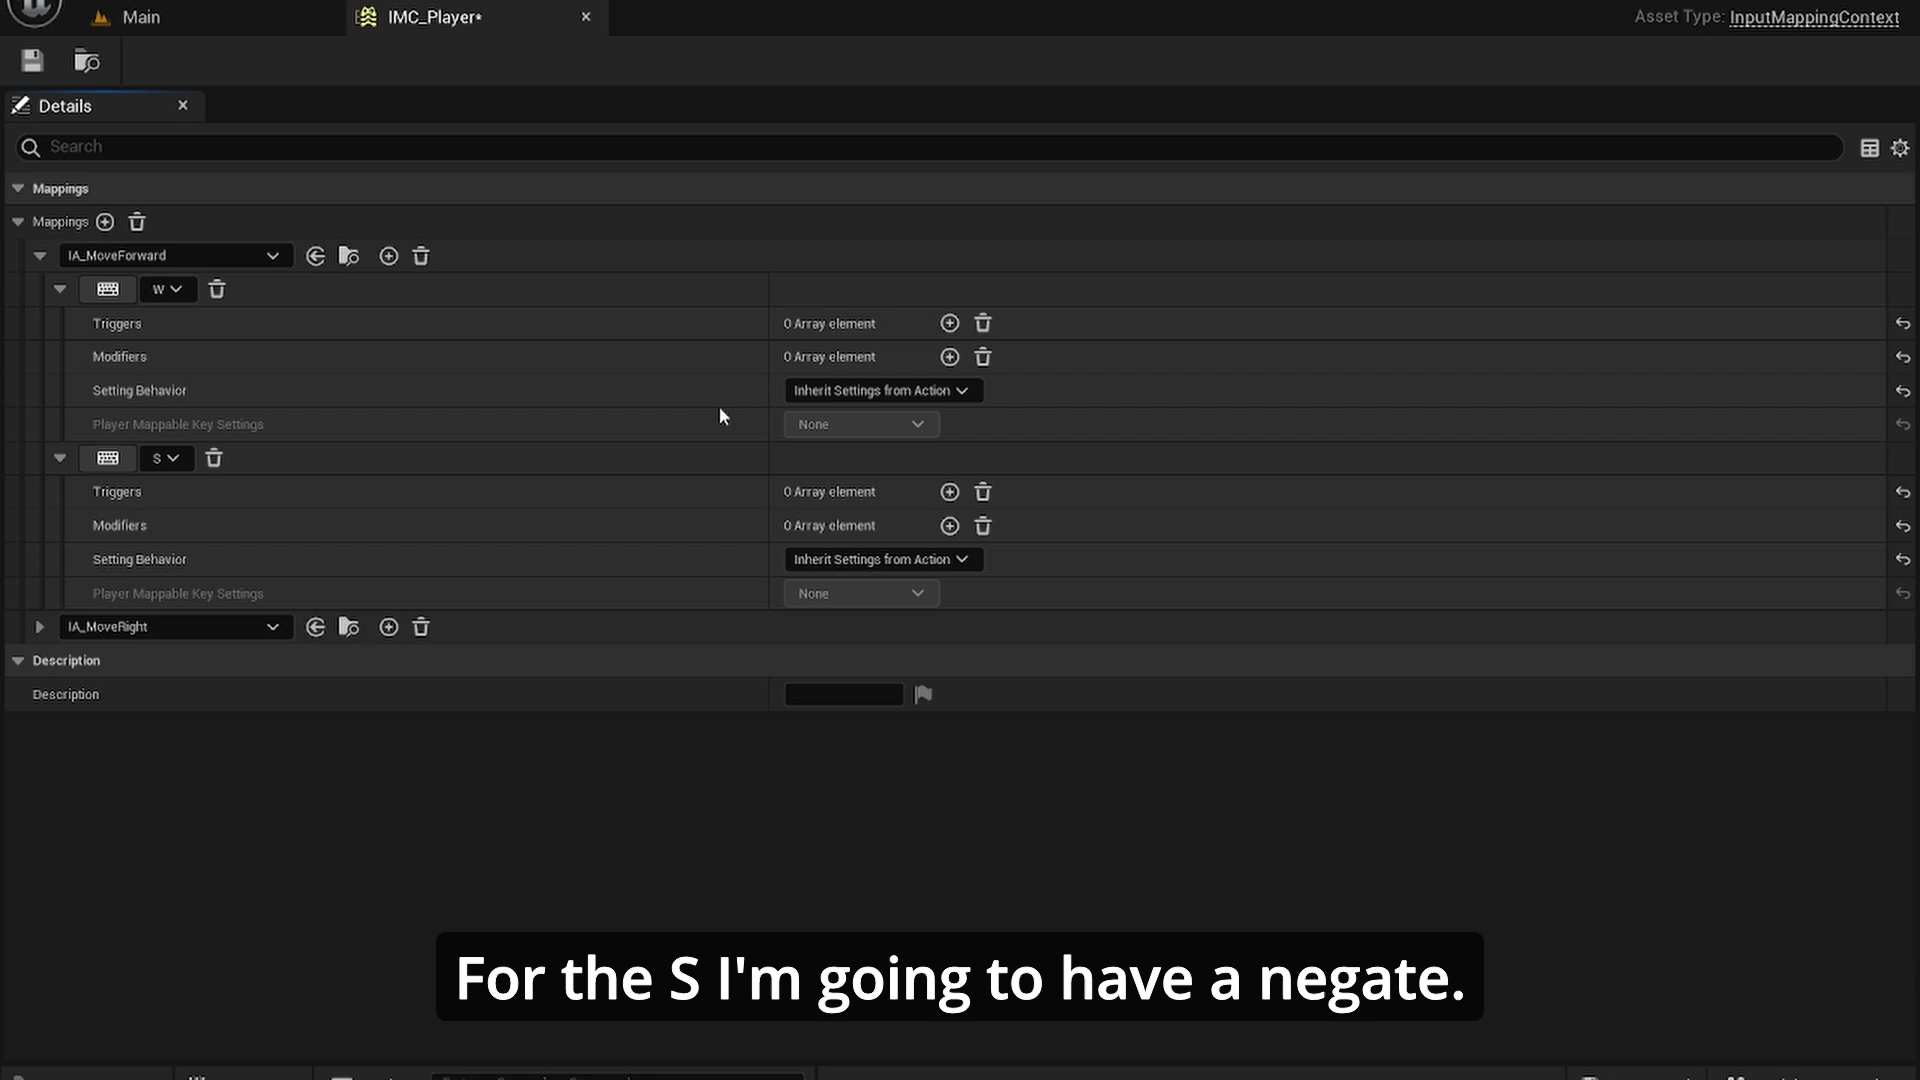 Main
IMC_Player*
Asset Type: InputMappingContext
Details
Search
Mappings
Mappings
IA_MoveForward
W
Triggers
0 Array element
Modifiers
0 Array element
Setting Behavior
Inherit Settings from Action
Player Mappable Key Settings
None
S
Triggers
0 Array element
Modifiers
0 Array element
Setting Behavior
Inherit Settings from Action
Player Mappable Key Settings
None
IA_MoveRight
Description
Description
For the S I'm going to have a negate.